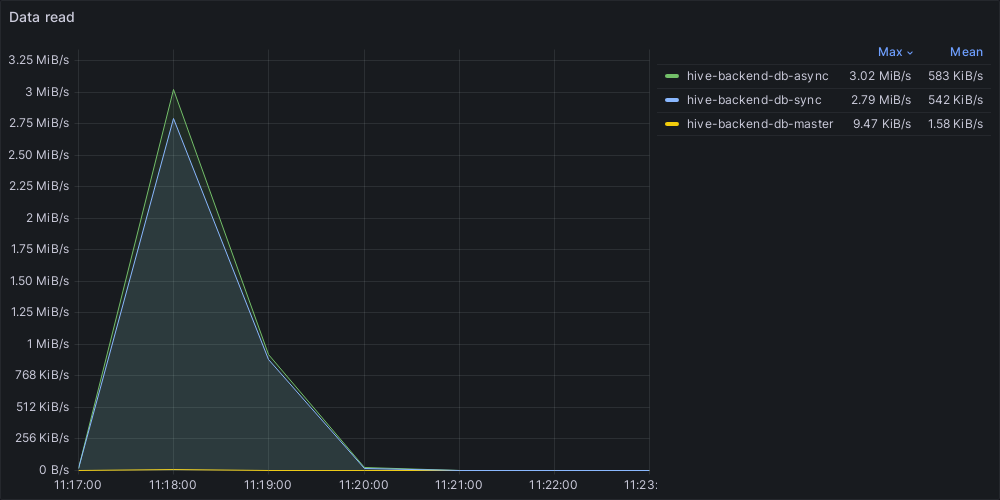 Data read
Max Mean
hive-backend-db-async 3.02 MiB/s 583 KiB/s
hive-backend-db-sync 2.79 MiB/s 542 KiB/s
hive-backend-db-master 9.47 KiB/s 1.58 KiB/s
3.25 MiB/s
3 MiB/s
2.75 MiB/s
2.50 MiB/s
2.25 MiB/s
2 MiB/s
1.75 MiB/s
1.50 MiB/s
1.25 MiB/s
1 MiB/s
768 KiB/s
512 KiB/s
256 KiB/s
0 B/s
11:17:00 11:18:00 11:19:00 11:20:00 11:21:00 11:22:00 11:23: